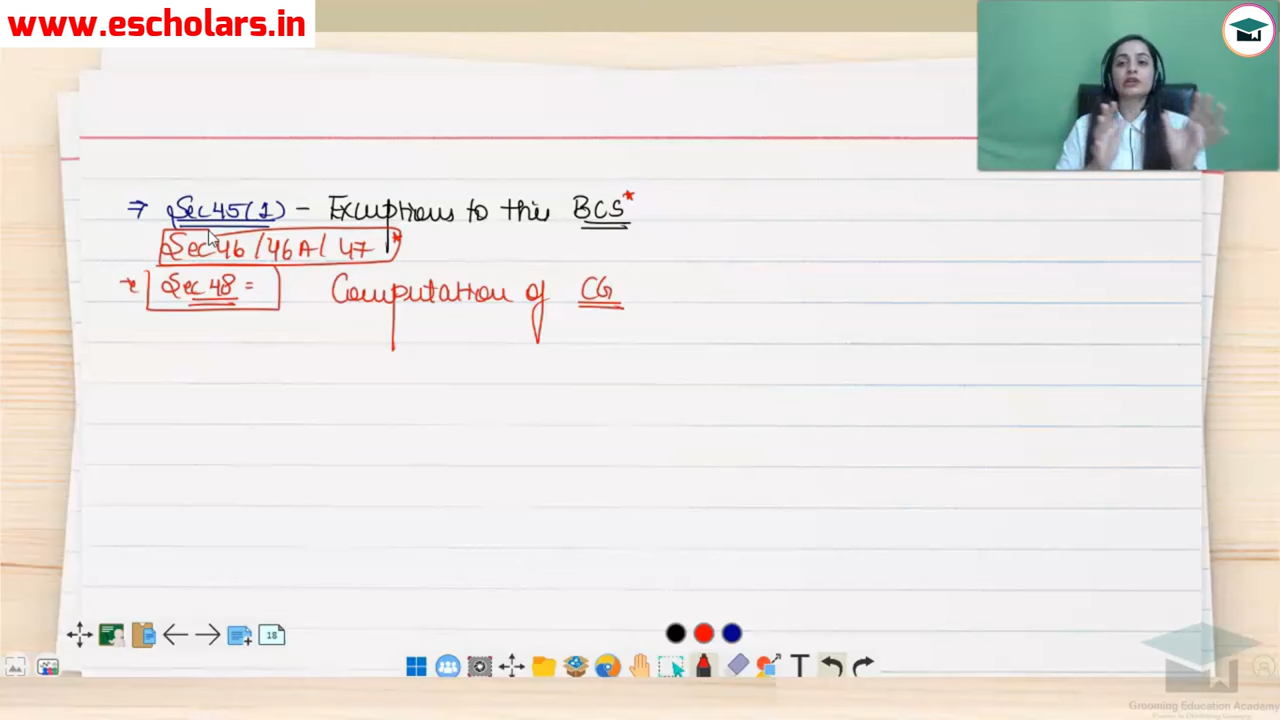 www.escholars.in
⇒ Sec 45(1) - Exceptions to this BCS*
Sec 46 / 46A / 47 *
* Sec 48 = Computation of CG
18
Grooming Education Academy